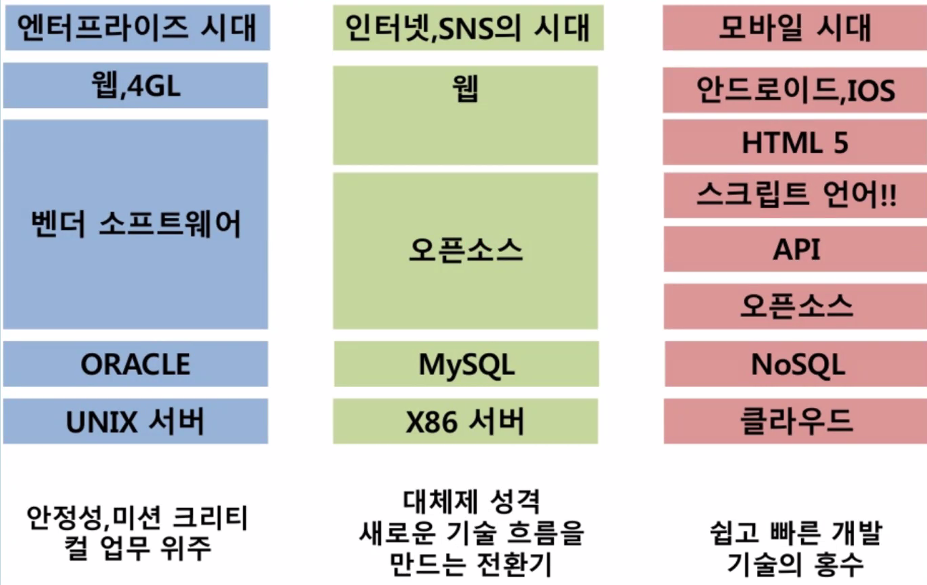 엔터프라이즈 시대
웹,4GL
벤더 소프트웨어
ORACLE
UNIX 서버
안정성,미션 크리티
컬 업무 위주
인터넷,SNS의 시대
웹
오픈소스
MySQL
X86 서버
대체제 성격
새로운 기술 흐름을
만드는 전환기
모바일 시대
안드로이드,IOS
HTML 5
스크립트 언어!!
API
오픈소스
NoSQL
클라우드
쉽고 빠른 개발
기술의 홍수